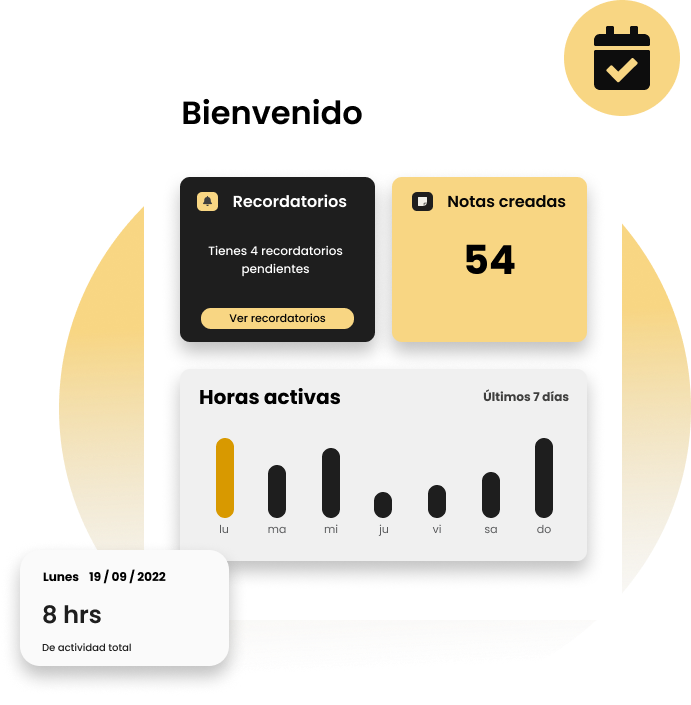 Bienvenido
Recordatorios
Tienes 4 recordatorios
pendientes
Ver recordatorios
Notas creadas
54
Horas activas
Últimos 7 días
lu ma mi ju vi sa do
Lunes 19 / 09 / 2022
8 hrs
De actividad total